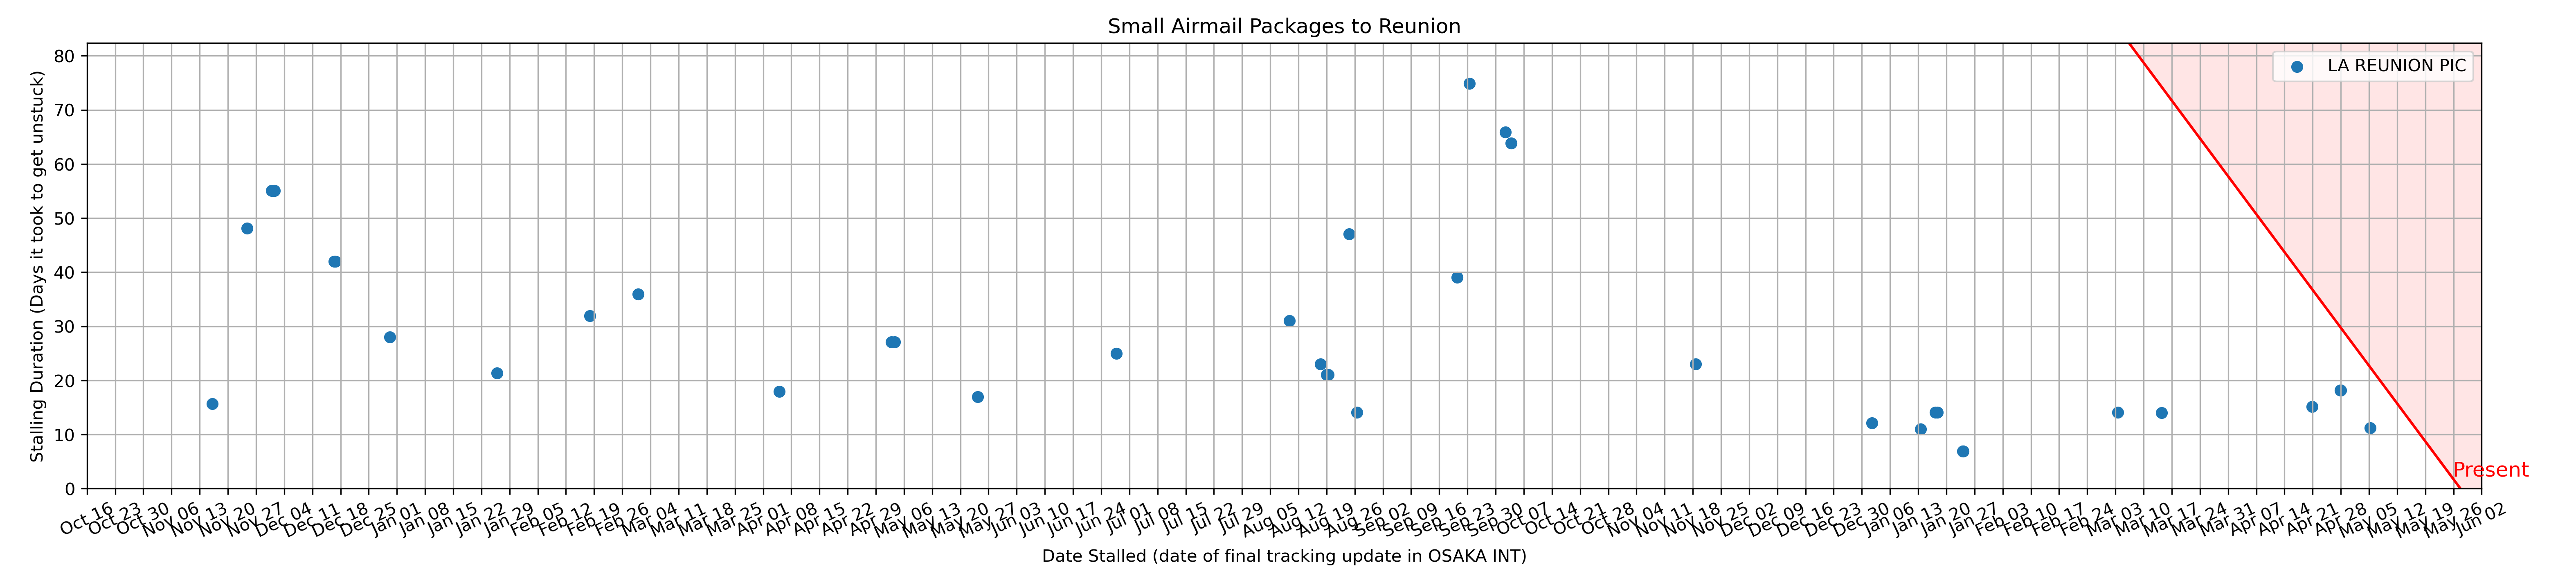 Small Airmail Packages to Reunion
LA REUNION PIC
Stalling Duration (Days it took to get unstuck)
80
70
60
50
40
30
20
10
0
Present
Oct 16 Oct 23 Oct 30 Nov 06 Nov 13 Nov 20 Nov 27 Dec 04 Dec 11 Dec 18 Dec 25 Jan 01 Jan 08 Jan 15 Jan 22 Jan 29 Feb 05 Feb 12 Feb 19 Feb 26 Mar 04 Mar 11 Mar 18 Mar 25 Apr 01 Apr 08 Apr 15 Apr 22 Apr 29 May 06 May 13 May 20 May 27 Jun 03 Jun 10 Jun 17 Jun 24 Jul 01 Jul 08 Jul 15 Jul 22 Jul 29 Aug 05 Aug 12 Aug 19 Aug 26 Sep 02 Sep 09 Sep 16 Sep 23 Sep 30 Oct 07 Oct 14 Oct 21 Oct 28 Nov 04 Nov 11 Nov 18 Nov 25 Dec 02 Dec 09 Dec 16 Dec 23 Dec 30 Jan 06 Jan 13 Jan 20 Jan 27 Feb 03 Feb 10 Feb 17 Feb 24 Mar 03 Mar 10 Mar 17 Mar 24 Mar 31 Apr 07 Apr 14 Apr 21 Apr 28 May 05 May 12 May 19 May 26 Jun 02
Date Stalled (date of final tracking update in OSAKA INT)